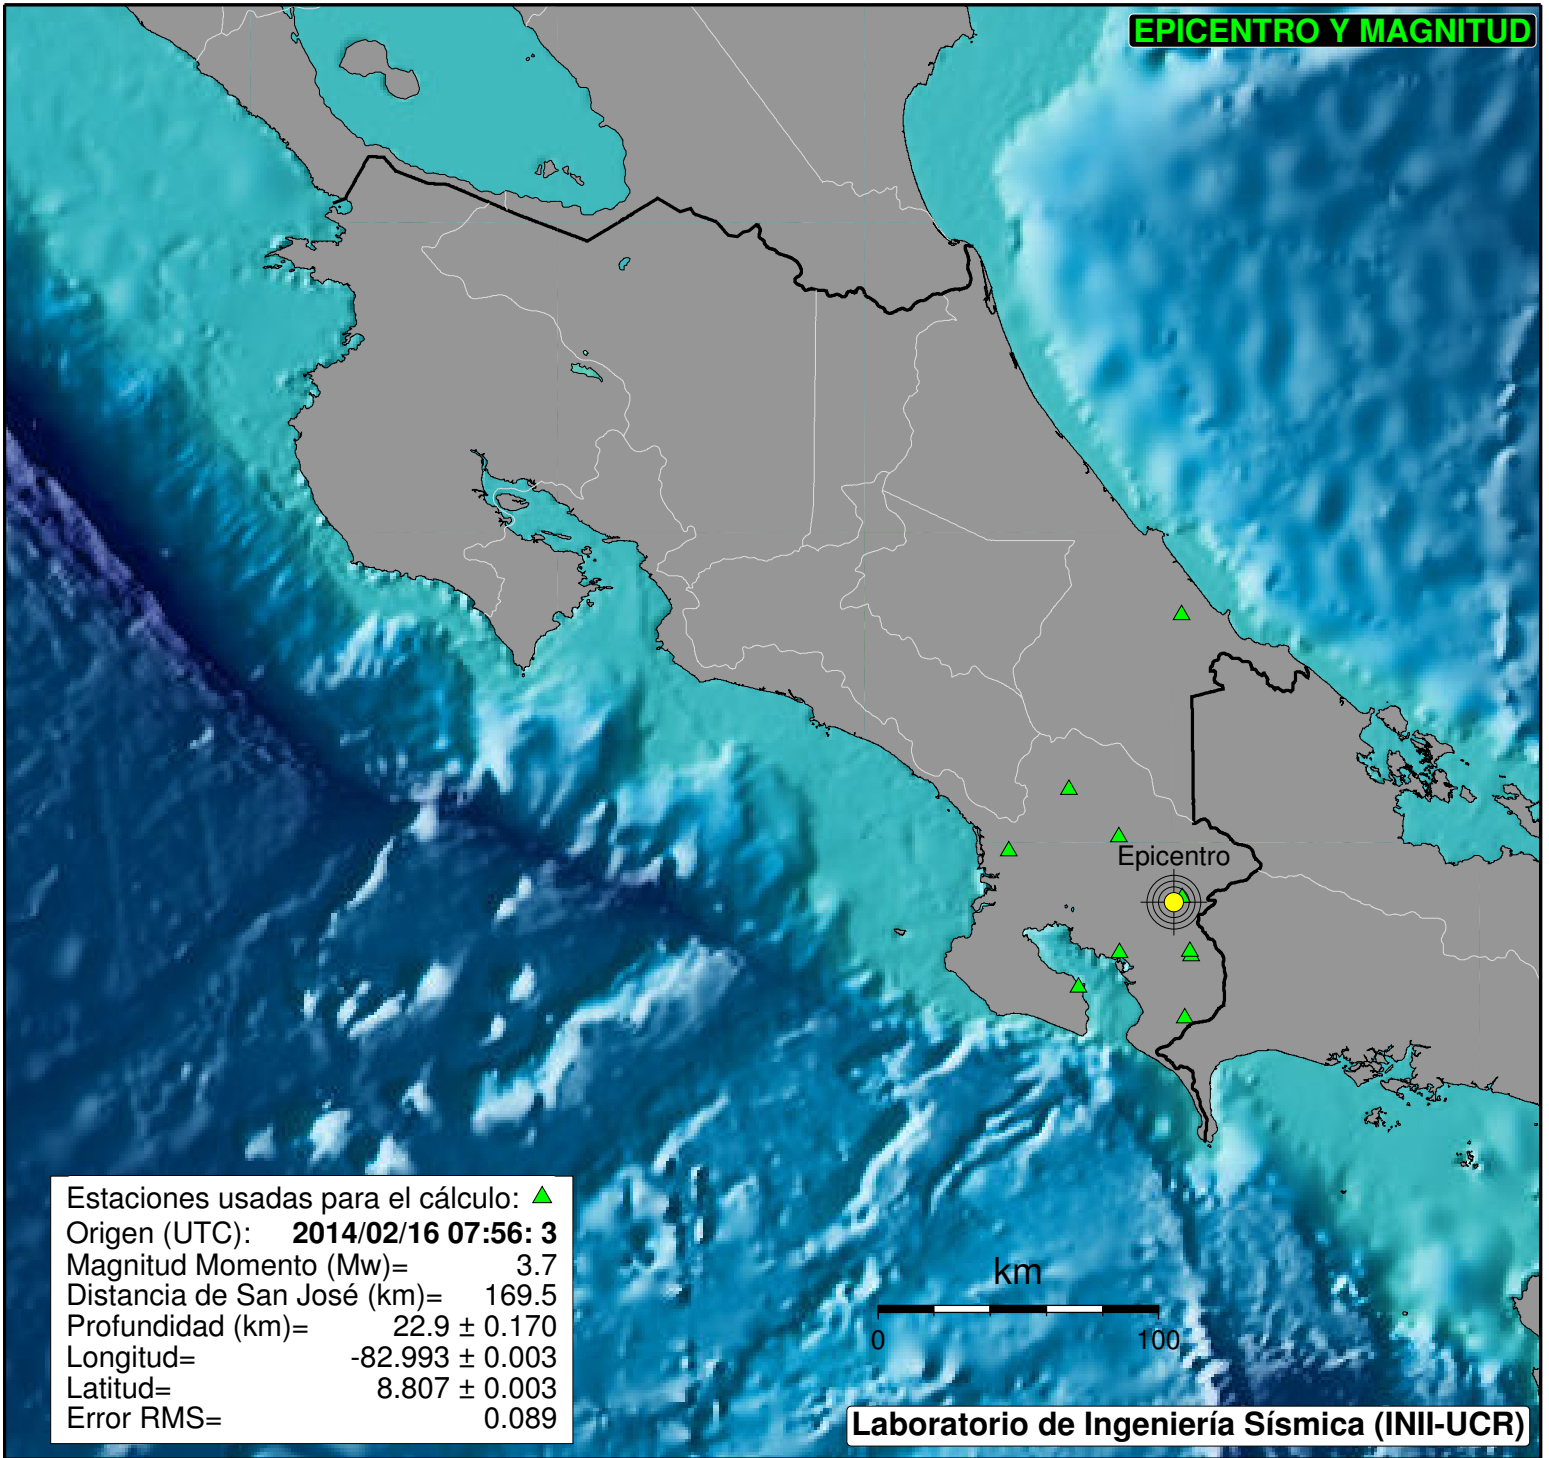 EPICENTRO Y MAGNITUD
Epicentro
Estaciones usadas para el cálculo:
Origen (UTC): 2014/02/16 07:56: 3
Magnitud Momento (Mw)= 3.7
Distancia de San José (km)= 169.5
Profundidad (km)= 22.9 ± 0.170
Longitud= -82.993 ± 0.003
Latitud= 8.807 ± 0.003
Error RMS= 0.089
km
0 100
Laboratorio de Ingeniería Sísmica (INII-UCR)